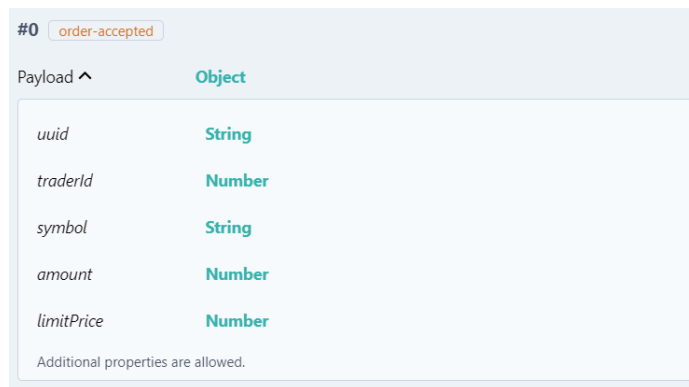 #0 order-accepted
Payload Object
uuid String
traderId Number
symbol String
amount Number
limitPrice Number
Additional properties are allowed.